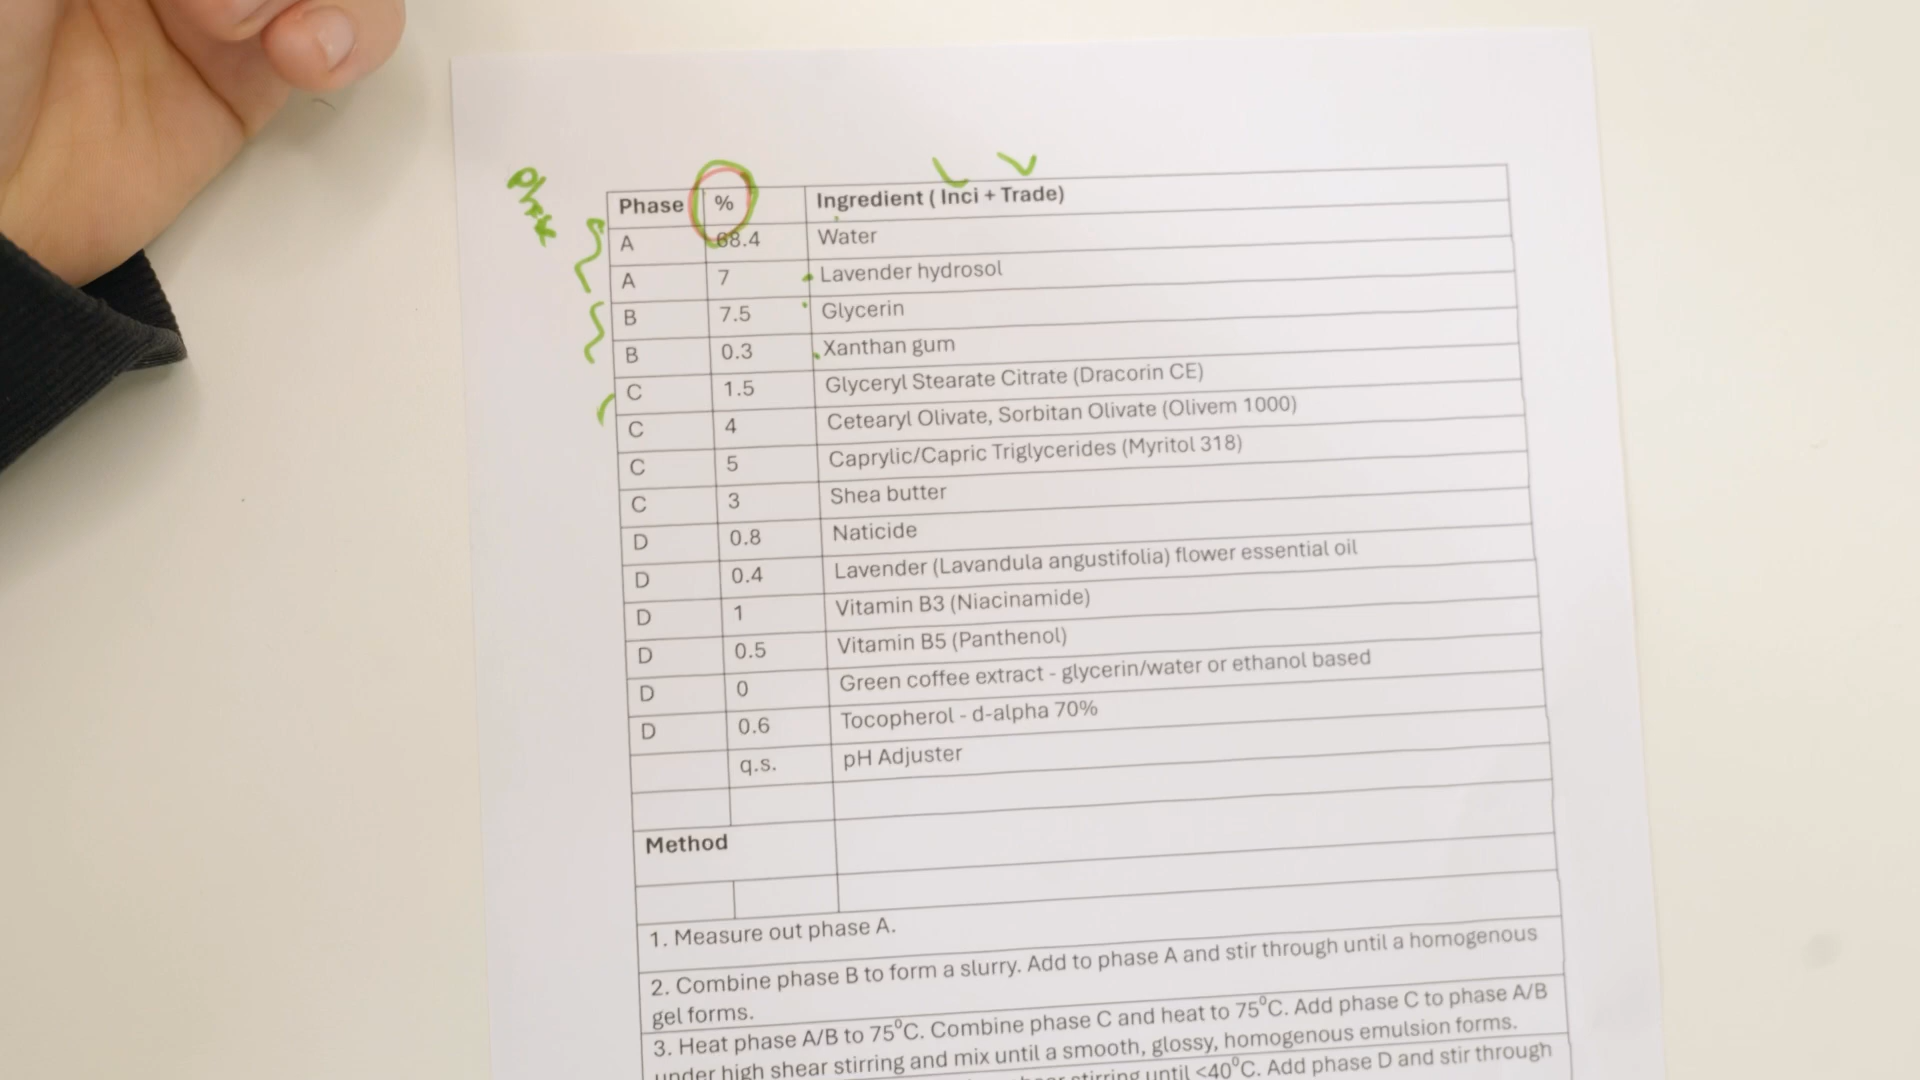 Phase % Ingredient ( Inci + Trade)
A 68.4 Water
A 7 Lavender hydrosol
B 7.5 Glycerin
B 0.3 Xanthan gum
C 1.5 Glyceryl Stearate Citrate (Dracorin CE)
C 4 Cetearyl Olivate, Sorbitan Olivate (Olivem 1000)
C 5 Caprylic/Capric Triglycerides (Myritol 318)
C 3 Shea butter
D 0.8 Naticide
D 0.4 Lavender (Lavandula angustifolia) flower essential oil
D 1 Vitamin B3 (Niacinamide)
D 0.5 Vitamin B5 (Panthenol)
D 0 Green coffee extract - glycerin/water or ethanol based
D 0.6 Tocopherol - d-alpha 70%
q.s. pH Adjuster
Method
1. Measure out phase A.
2. Combine phase B to form a slurry. Add to phase A and stir through until a homogenous
gel forms.
3. Heat phase A/B to 75⁰C. Combine phase C and heat to 75⁰C. Add phase C to phase A/B
under high shear stirring and mix until a smooth, glossy, homogenous emulsion forms.
stirring until <40⁰C. Add phase D and stir through